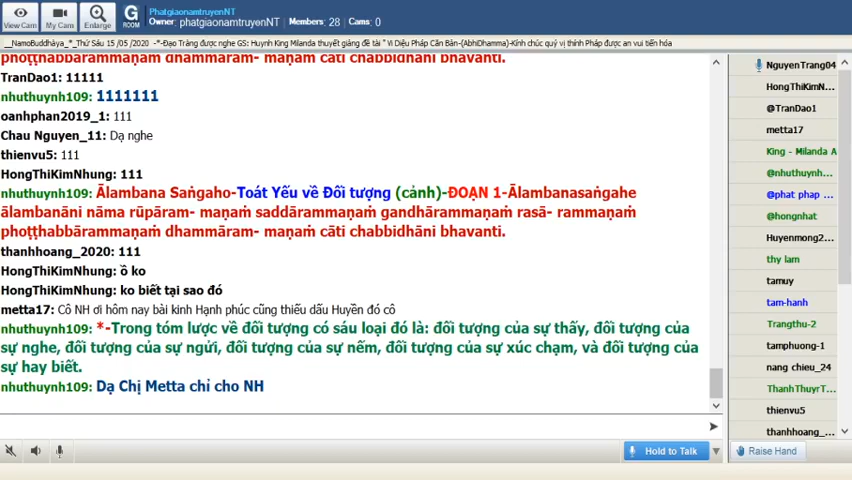 View Cam
My Cam
Enlarge
G
ROOM
PhatgiaonamtruyenNT
Owner: phatgiaonamtruyenNT | Members: 28 | Cams: 0
__NamoBuddhàya_*_Thứ Sáu 15 /05 /2020 -*-Đạo Tràng được nghe GS: Huynh King Milanda thuyết giảng đề tài " Vi Diệu Pháp Căn Bản-(AbhiDhamma)-Kính chúc quý vị thính Pháp được an vui tiến hóa
phoṭṭhabbārammaṇaṁ dhammāram- maṇaṁ cāti chabbidhāni bhavanti.
TranDao1: 11111
nhuthuynh109: 1111111
oanhphan2019_1: 111
Chau Nguyen_11: Dạ nghe
thienvu5: 111
HongThiKimNhung: 111
nhuthuynh109: Ālambana Saṅgaho-Toát Yếu về Đối tượng (cảnh)-ĐOẠN 1-Ālambanasaṅgahe
ālambanāni nāma rūpāram- maṇaṁ saddārammaṇaṁ gandhārammaṇaṁ rasā- rammaṇaṁ
phoṭṭhabbārammaṇaṁ dhammāram- maṇaṁ cāti chabbidhāni bhavanti.
thanhhoang_2020: 111
HongThiKimNhung: ồ ko
HongThiKimNhung: ko biết tại sao đó
metta17: Cô NH ơi hôm nay bài kinh Hạnh phúc cũng thiếu dấu Huyền đó cô
nhuthuynh109: *-Trong tóm lược về đối tượng có sáu loại đó là: đối tượng của sự thấy, đối tượng của
sự nghe, đối tượng của sự ngửi, đối tượng của sự nếm, đối tượng của sự xúc chạm, và đối tượng của
sự hay biết.
nhuthuynh109: Dạ Chị Metta chỉ cho NH
NguyenTrang04
HongThiKimN...
@TranDao1
metta17
King - Milanda A
@nhuthuynh...
@phat phap ...
@hongnhat
Huyenmong2...
thy lam
tamuy
tam-hanh
Trangthu-2
tamphuong-1
nang chieu_24
ThanhThuyrT...
thienvu5
thanhhoang_...
Hold to Talk
Raise Hand